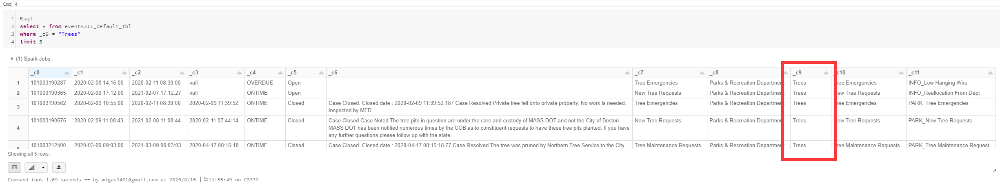 Cmd 4
1 %sql
2 select * from events311_default_tbl
3 where _c9 = "Trees"
4 limit 5
(1) Spark Jobs
_c0 _c1 _c2 _c3 _c4 _c5 _c6 _c7 _c8 _c9 _c10 _c11
1 101003190287 2020-02-08 14:16:00 2020-02-11 08:30:00 null OVERDUE Open Tree Emergencies Parks & Recreation Department Trees Tree Emergencies INFO_Low Hanging Wire
2 101003190365 2020-02-08 17:12:00 2021-02-07 17:12:27 null ONTIME Open New Tree Requests Parks & Recreation Department Trees New Tree Requests INFO_Reallocation From Dept
3 101003190562 2020-02-09 10:55:00 2020-02-11 08:30:00 2020-02-09 11:39:52 ONTIME Closed Case Closed. Closed date : 2020-02-09 11:39:52.187 Case Resolved Private tree fell onto private property. No work is needed. Tree Emergencies Parks & Recreation Department Trees Tree Emergencies PARK_Tree Emergencies
Inspected by MFD
4 101003190575 2020-02-09 11:08:43 2021-02-08 11:08:44 2020-02-11 07:44:14 ONTIME Closed Case Closed Case Noted The tree pits in question are under the care and custody of MASS DOT and not the City of Boston. New Tree Requests Parks & Recreation Department Trees New Tree Requests PARK_New Tree Requests
MASS DOT has been notified numerous times by the COB as to constituent requests to have these tree pits planted. If you have
any further questions please follow up with the state.
5 101003212400 2020-03-09 09:03:00 2021-03-09 09:03:03 2020-04-17 08:15:18 ONTIME Closed Case Closed. Closed date : 2020-04-17 08:15:18.77 Case Resolved The tree was pruned by Northern Tree Service to the City Tree Maintenance Requests Parks & Recreation Department Trees Tree Maintenance Requests PARK_Tree Maintenance Request
Showing all 5 rows.
Command took 1.69 seconds -- by migao9401@gmail.com at 2020/8/10 上午11:55:49 on CS779